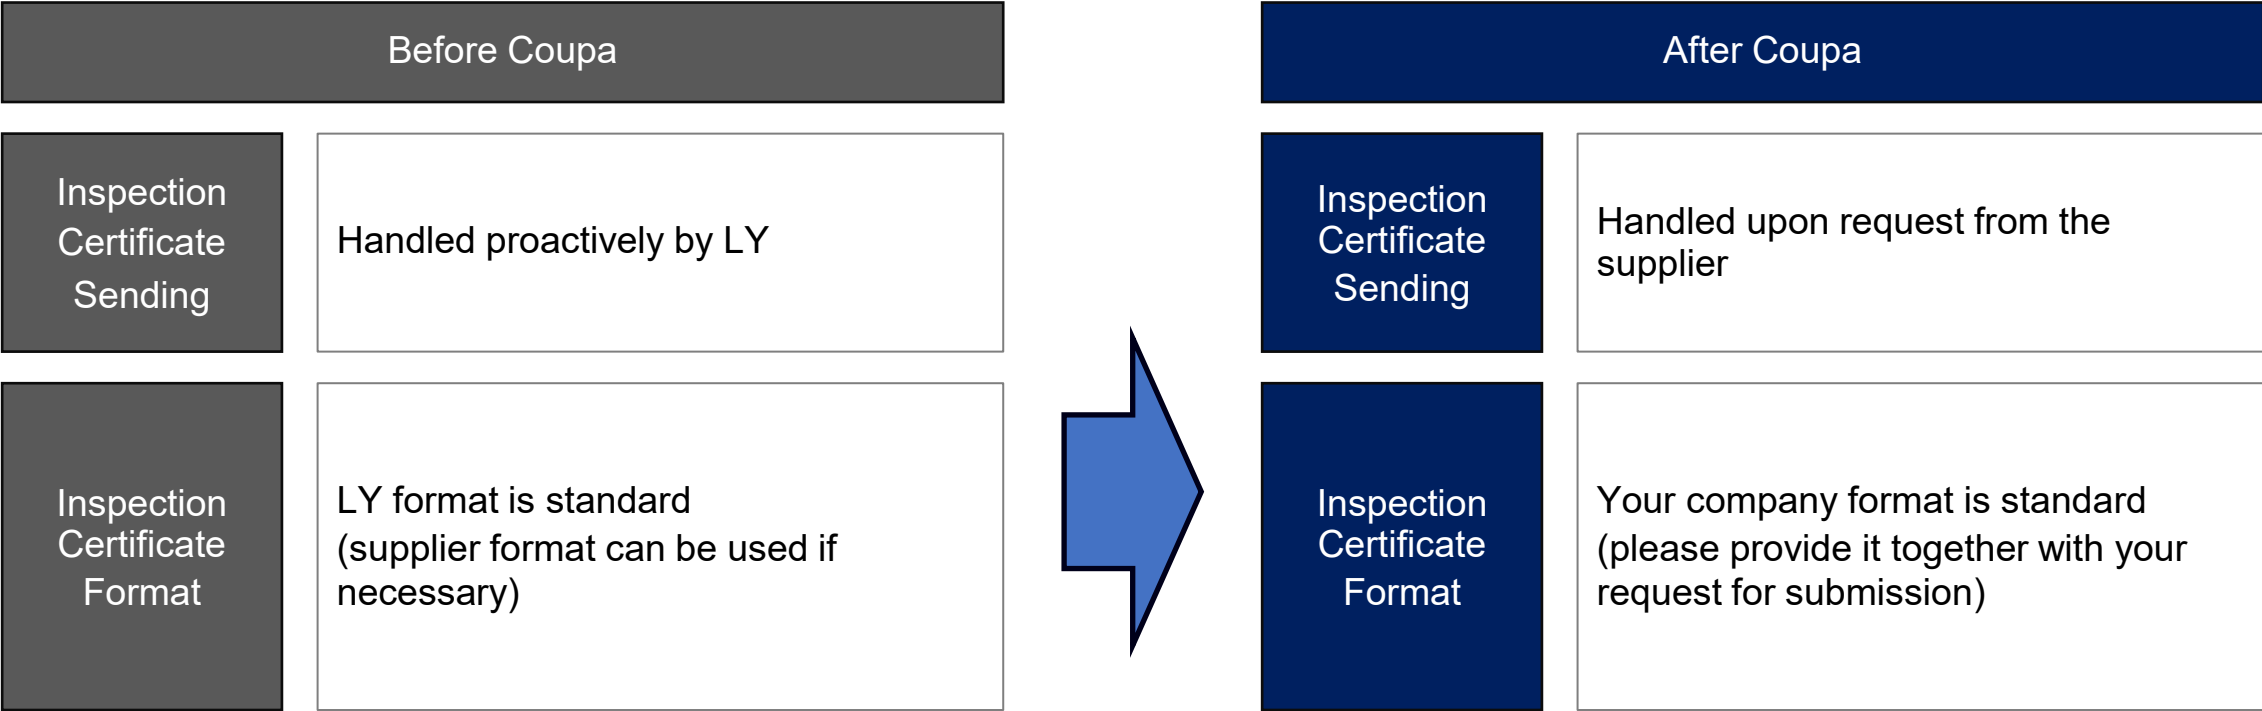 Before Coupa
After Coupa
Inspection
Certificate
Sending
Handled proactively by LY
Inspection
Certificate
Sending
Handled upon request from the
supplier
Inspection
Certificate
Format
LY format is standard
(supplier format can be used if
necessary)
Inspection
Certificate
Format
Your company format is standard
(please provide it together with your
request for submission)